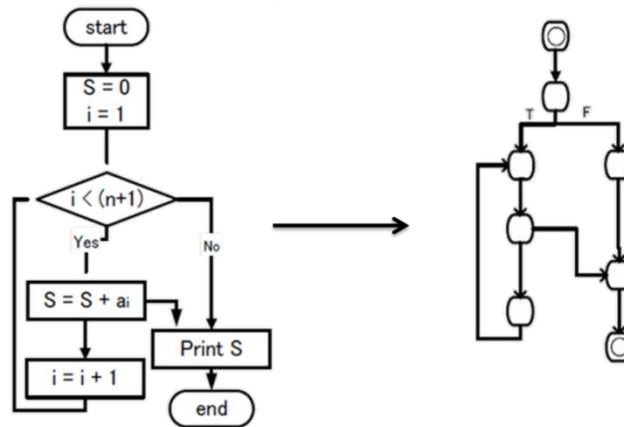 start
S = 0
i = 1
i < (n+1)
Yes
No
S = S + ai
Print S
i = i + 1
end
T
F